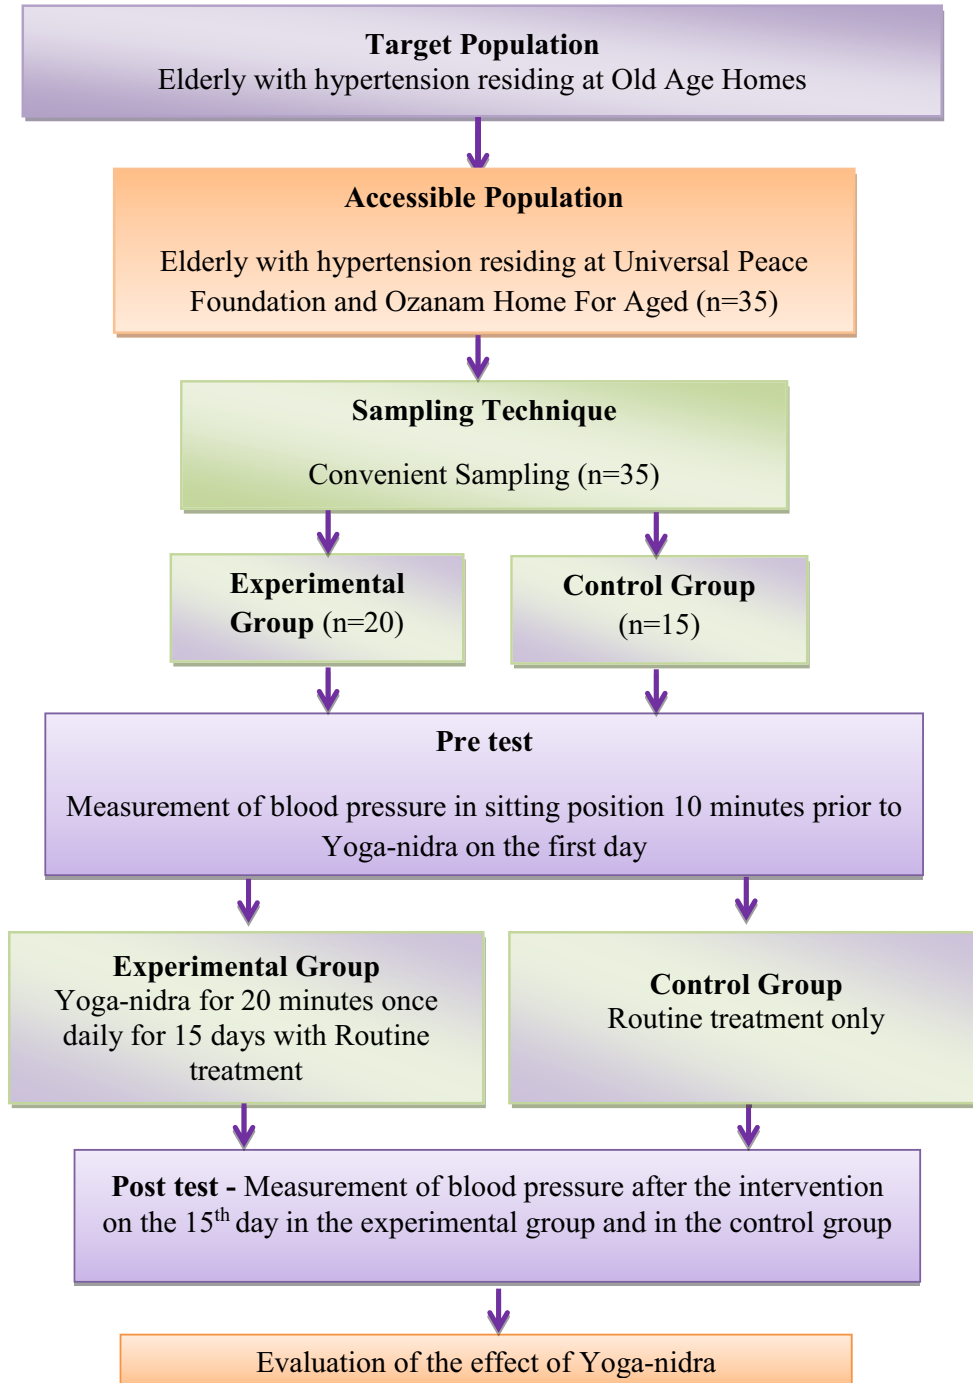 Target Population
Elderly with hypertension residing at Old Age Homes
Accessible Population
Elderly with hypertension residing at Universal Peace
Foundation and Ozanam Home For Aged (n=35)
Sampling Technique
Convenient Sampling (n=35)
Experimental
Group (n=20)
Control Group
(n=15)
Pre test
Measurement of blood pressure in sitting position 10 minutes prior to
Yoga-nidra on the first day
Experimental Group
Yoga-nidra for 20 minutes once
daily for 15 days with Routine
treatment
Control Group
Routine treatment only
Post test - Measurement of blood pressure after the intervention
on the 15th day in the experimental group and in the control group
Evaluation of the effect of Yoga-nidra